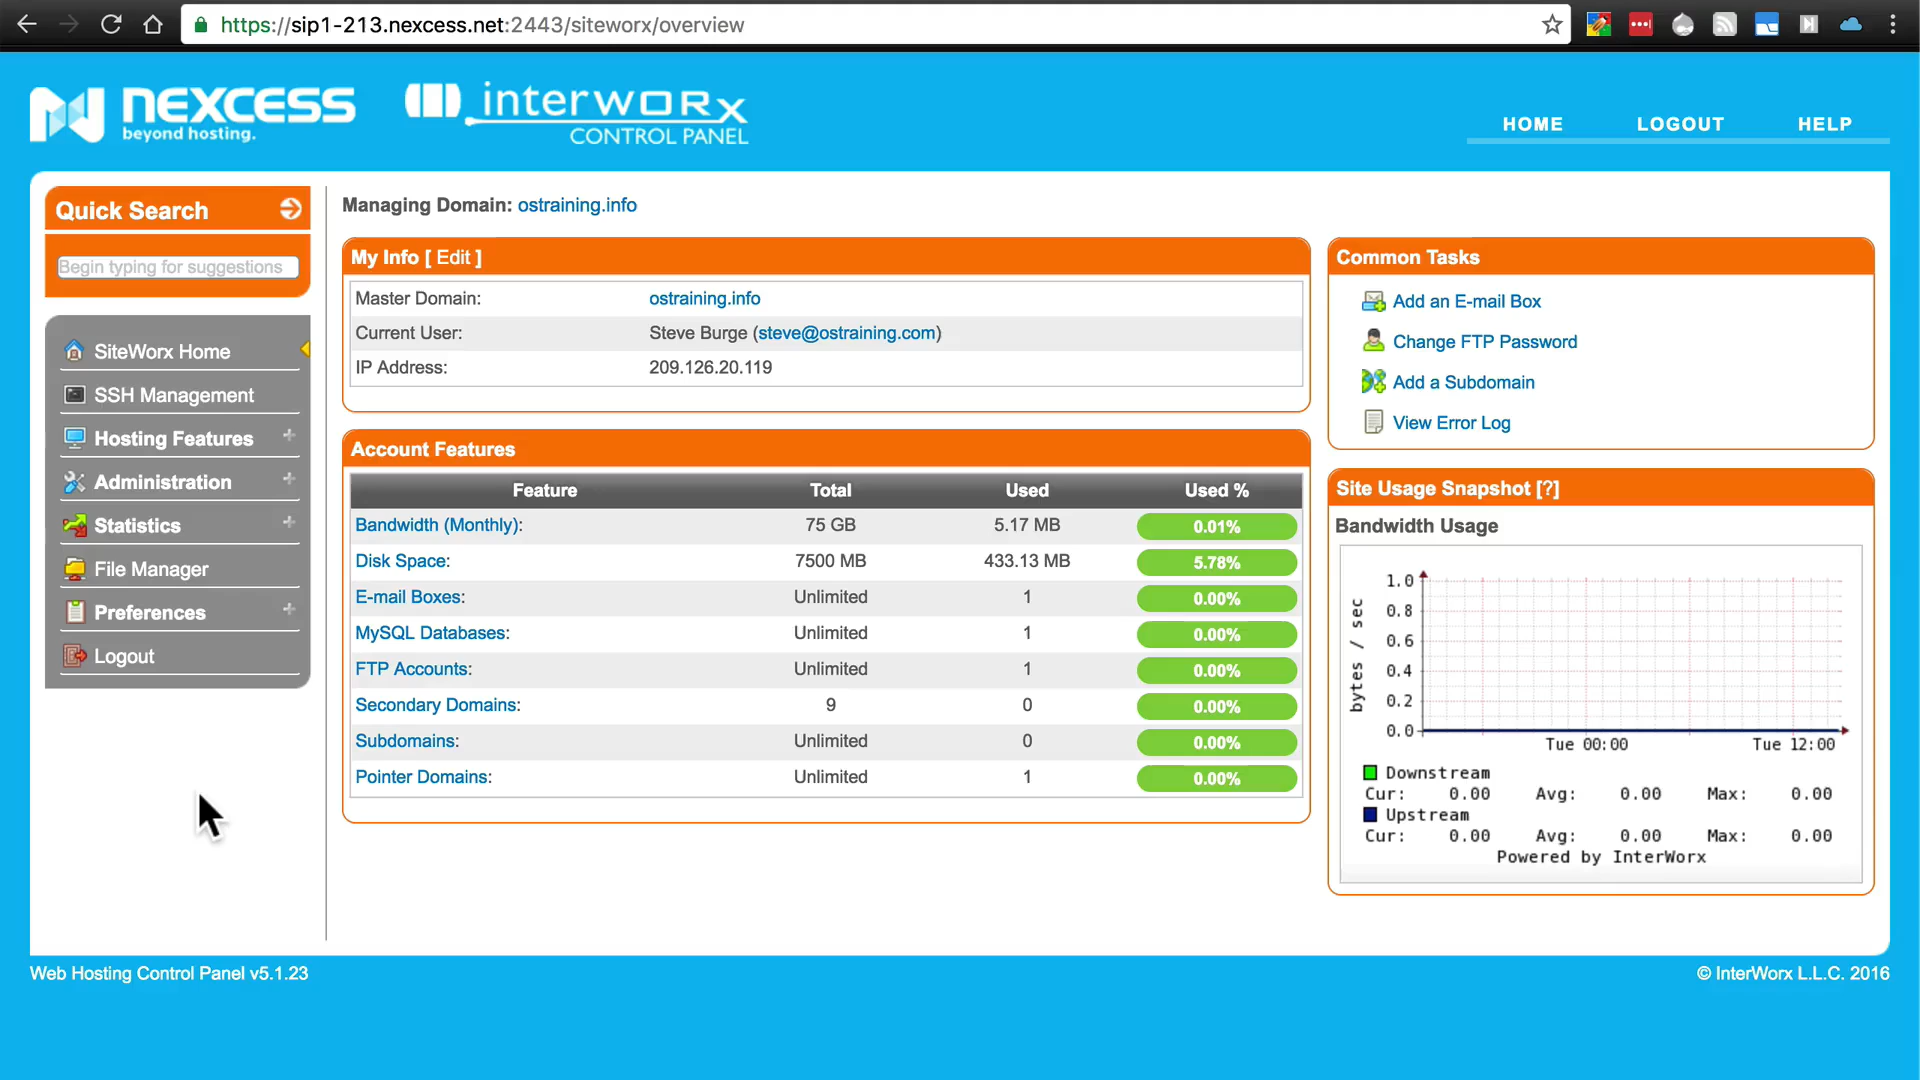 https://sip1-213.nexcess.net:2443/siteworx/overview
NEXCESS
beyond hosting.
interworx
CONTROL PANEL
HOME LOGOUT HELP
Quick Search
Begin typing for suggestions
SiteWorx Home
SSH Management
Hosting Features +
Administration +
Statistics +
File Manager
Preferences +
Logout
Managing Domain: ostraining.info
My Info [ Edit ]
Master Domain: ostraining.info
Current User: Steve Burge (steve@ostraining.com)
IP Address: 209.126.20.119
Account Features
Feature Total Used Used %
Bandwidth (Monthly): 75 GB 5.17 MB 0.01%
Disk Space: 7500 MB 433.13 MB 5.78%
E-mail Boxes: Unlimited 1 0.00%
MySQL Databases: Unlimited 1 0.00%
FTP Accounts: Unlimited 1 0.00%
Secondary Domains: 9 0 0.00%
Subdomains: Unlimited 0 0.00%
Pointer Domains: Unlimited 1 0.00%
Common Tasks
Add an E-mail Box
Change FTP Password
Add a Subdomain
View Error Log
Site Usage Snapshot [?]
Bandwidth Usage
bytes / sec
1.0
0.8
0.6
0.4
0.2
0.0
Tue 00:00 Tue 12:00
Downstream
Cur: 0.00 Avg: 0.00 Max: 0.00
Upstream
Cur: 0.00 Avg: 0.00 Max: 0.00
Powered by InterWorx
Web Hosting Control Panel v5.1.23
© InterWorx L.L.C. 2016